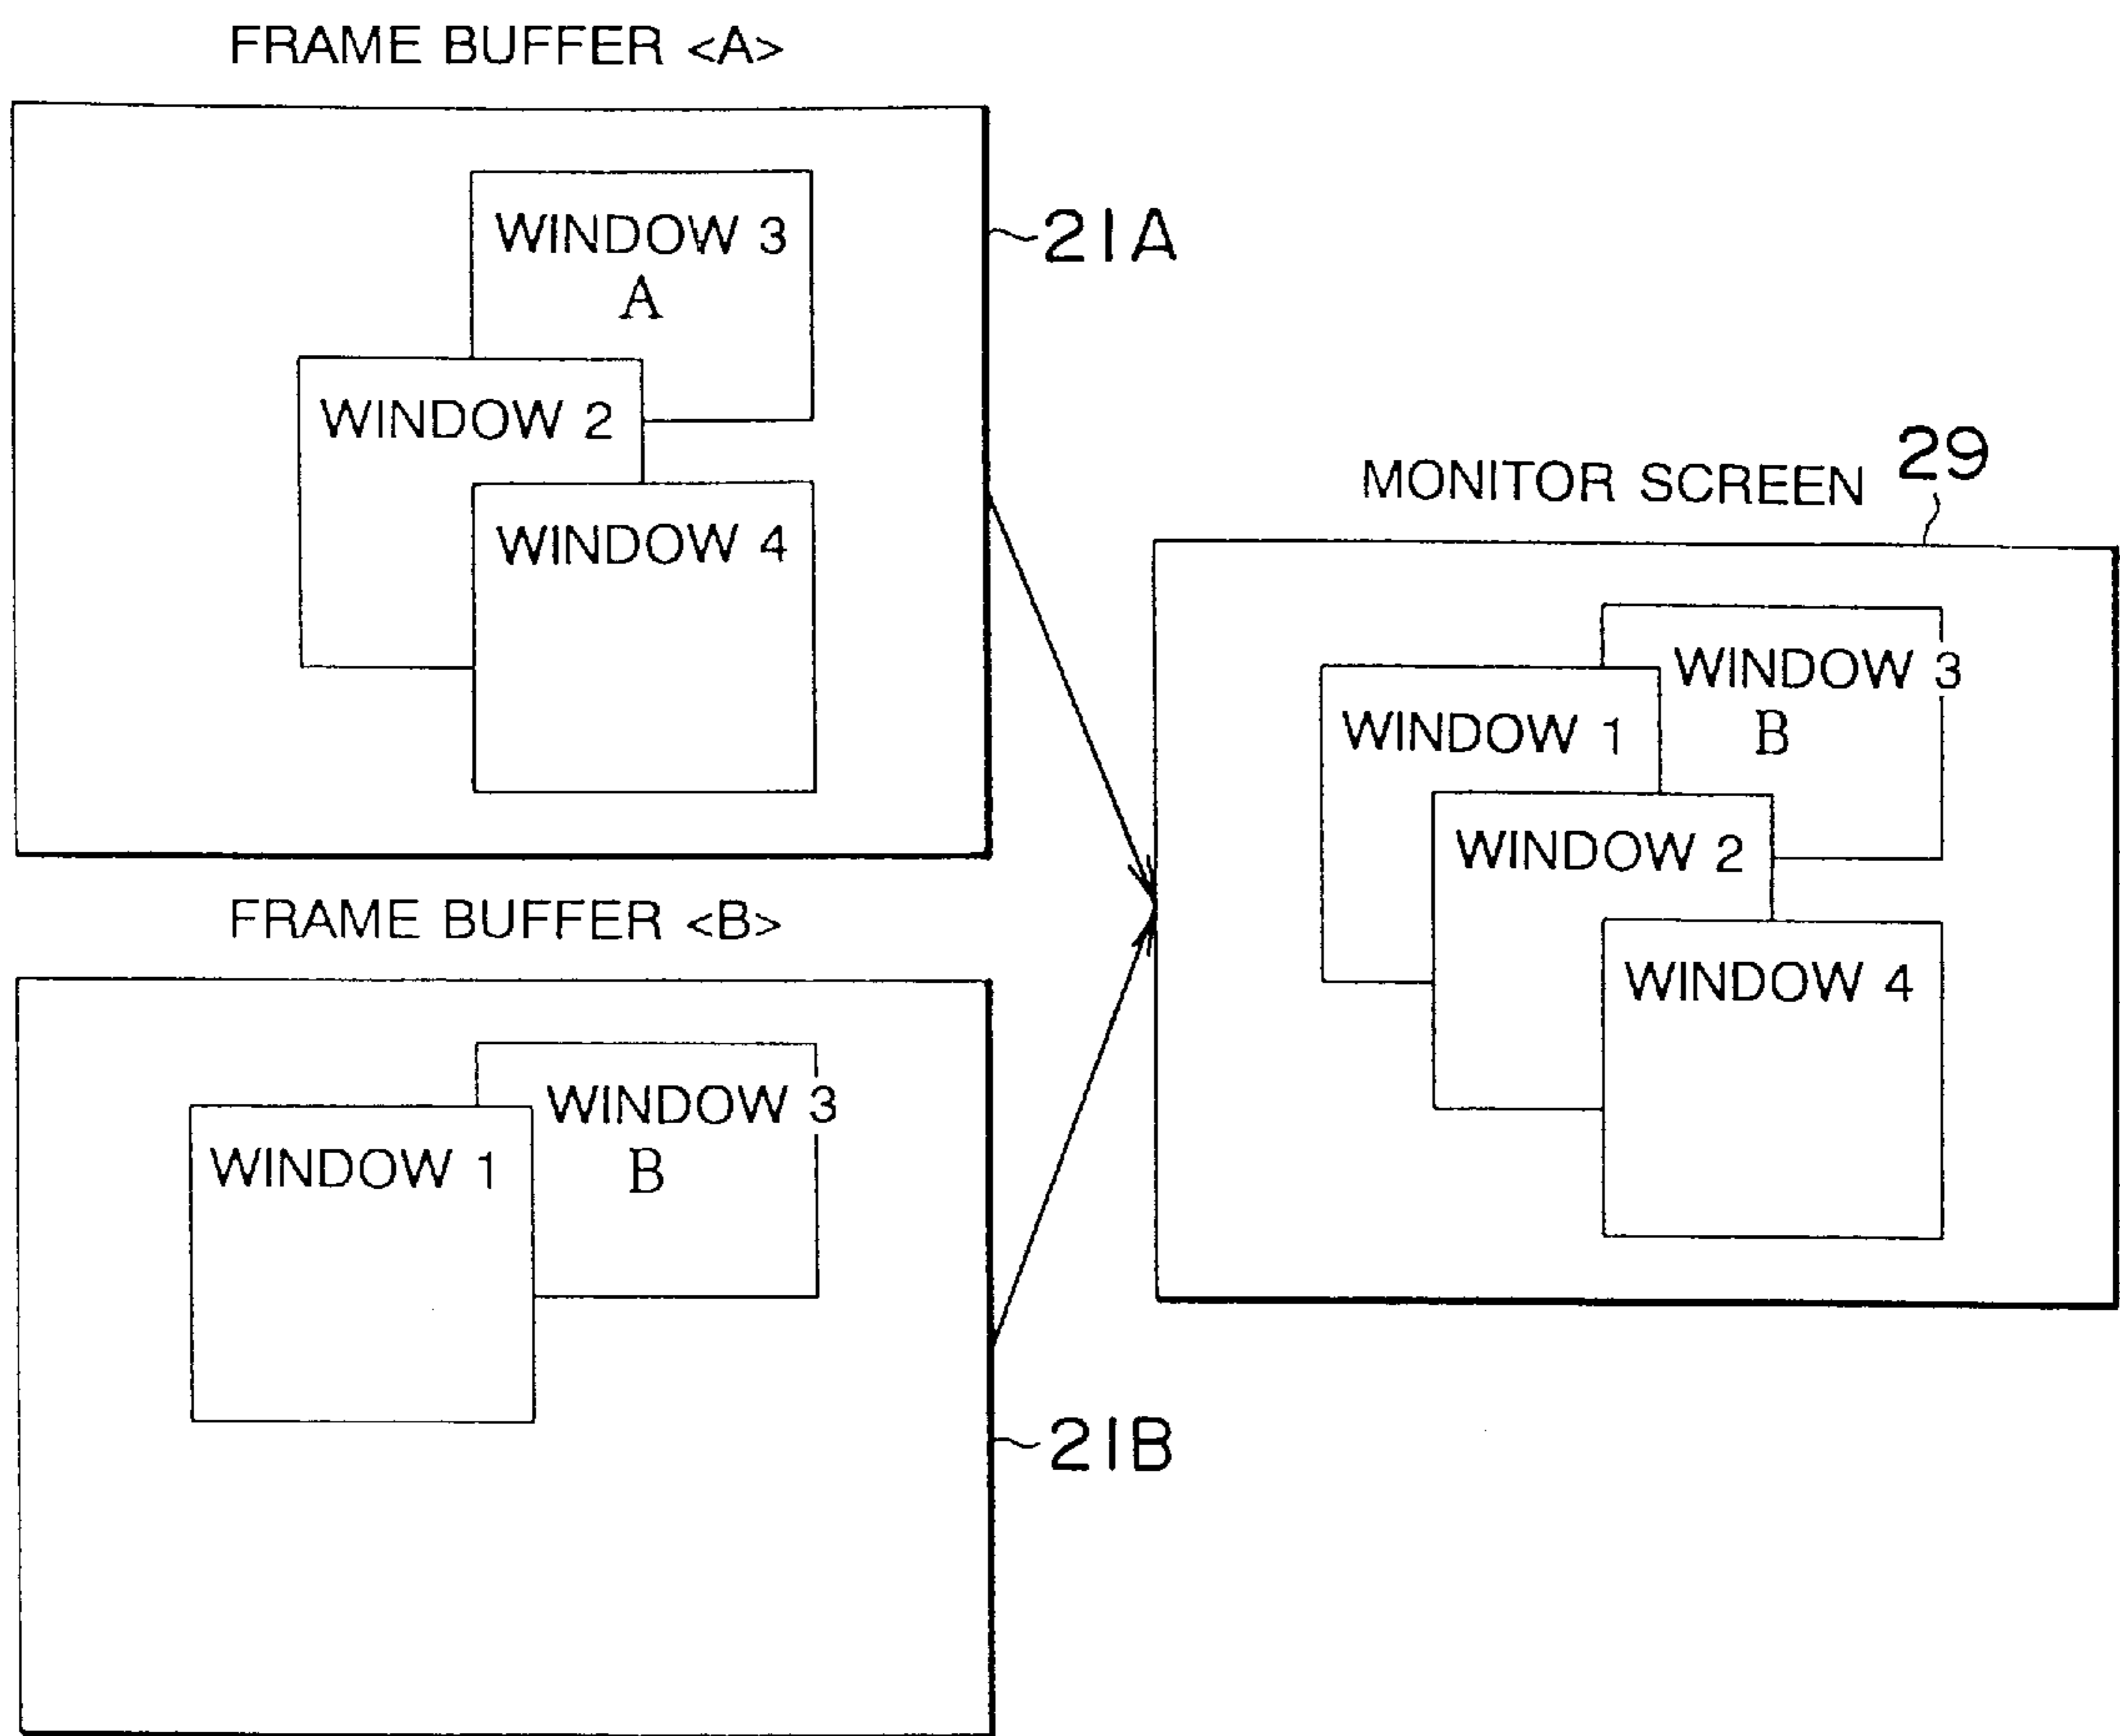 FRAME BUFFER <A>
WINDOW 3
A
21A
WINDOW 2
WINDOW 4
MONITOR SCREEN 29
WINDOW 3
WINDOW 1 B
WINDOW 2
WINDOW 4
FRAME BUFFER <B>
WINDOW 3
WINDOW 1 B
21B